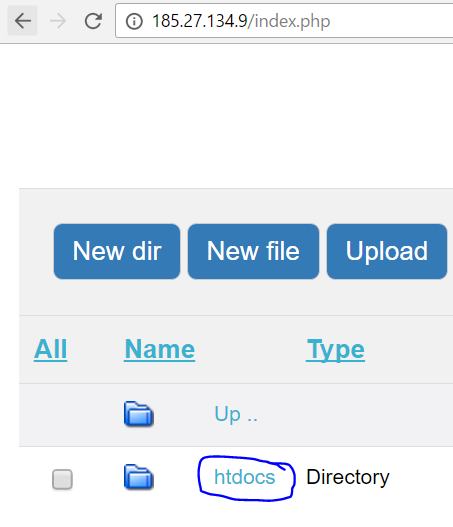 185.27.134.9/index.php
New dir New file Upload
All Name Type
Up ..
htdocs Directory